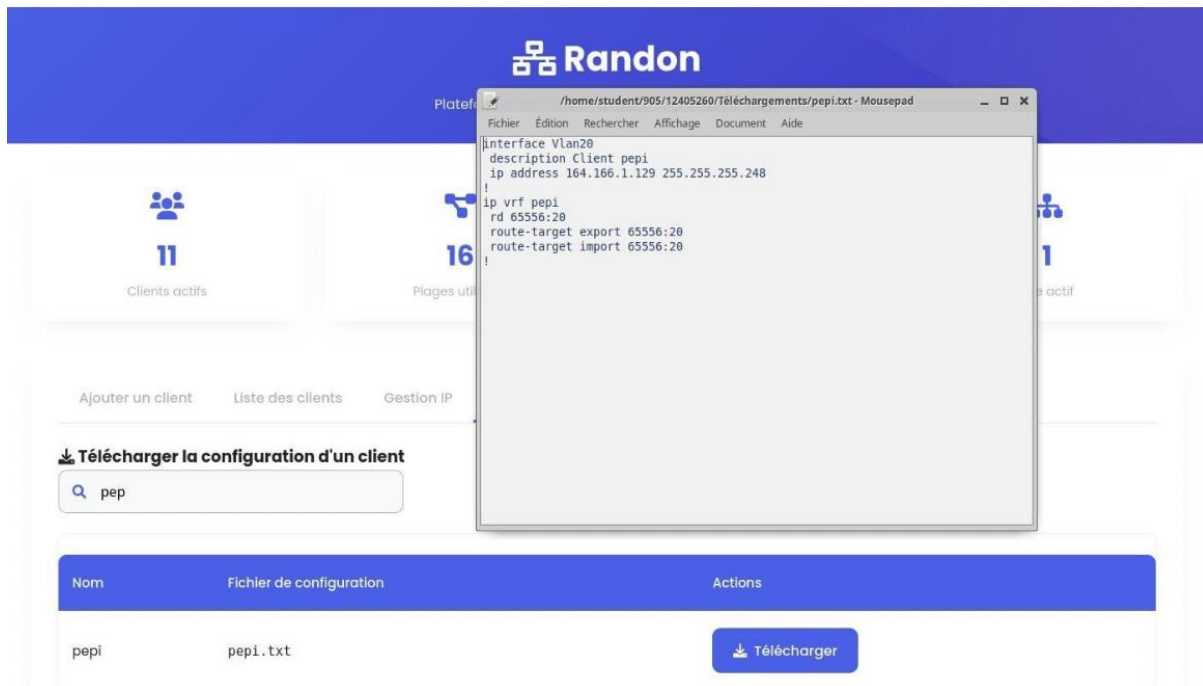 Randon
Platef
/home/student/905/12405260/Téléchargements/pepi.txt - Mousepad
Fichier Édition Rechercher Affichage Document Aide
interface Vlan20
description Client pepi
ip address 164.166.1.129 255.255.255.248
!
ip vrf pepi
rd 65556:20
route-target export 65556:20
route-target import 65556:20
!
11
Clients actifs
16
Plages util
1
e actif
Ajouter un client Liste des clients Gestion IP
Télécharger la configuration d'un client
pep
Nom Fichier de configuration Actions
pepi pepi.txt Télécharger